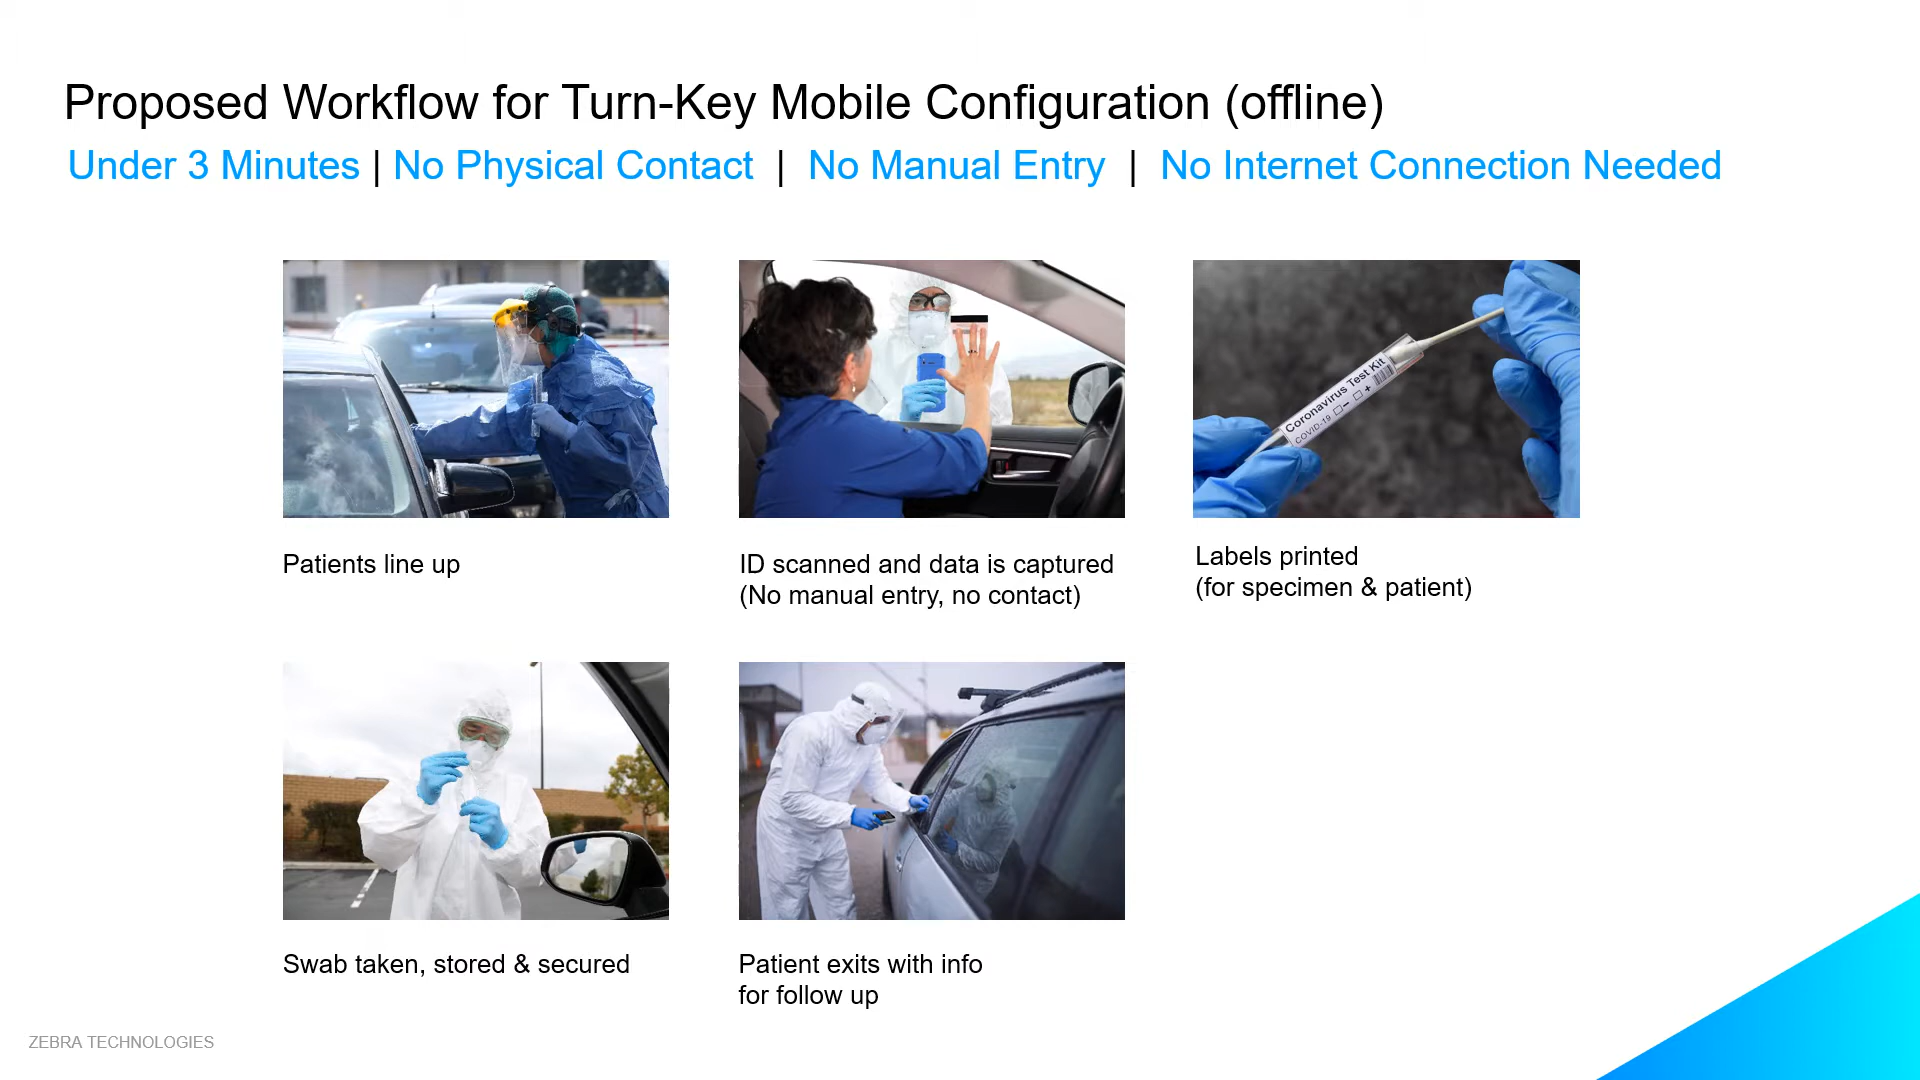 Proposed Workflow for Turn-Key Mobile Configuration (offline)
Under 3 Minutes | No Physical Contact | No Manual Entry | No Internet Connection Needed
Coronavirus Test Kit
COVID-19 - +
Patients line up
ID scanned and data is captured
(No manual entry, no contact)
Labels printed
(for specimen & patient)
Swab taken, stored & secured
Patient exits with info
for follow up
ZEBRA TECHNOLOGIES